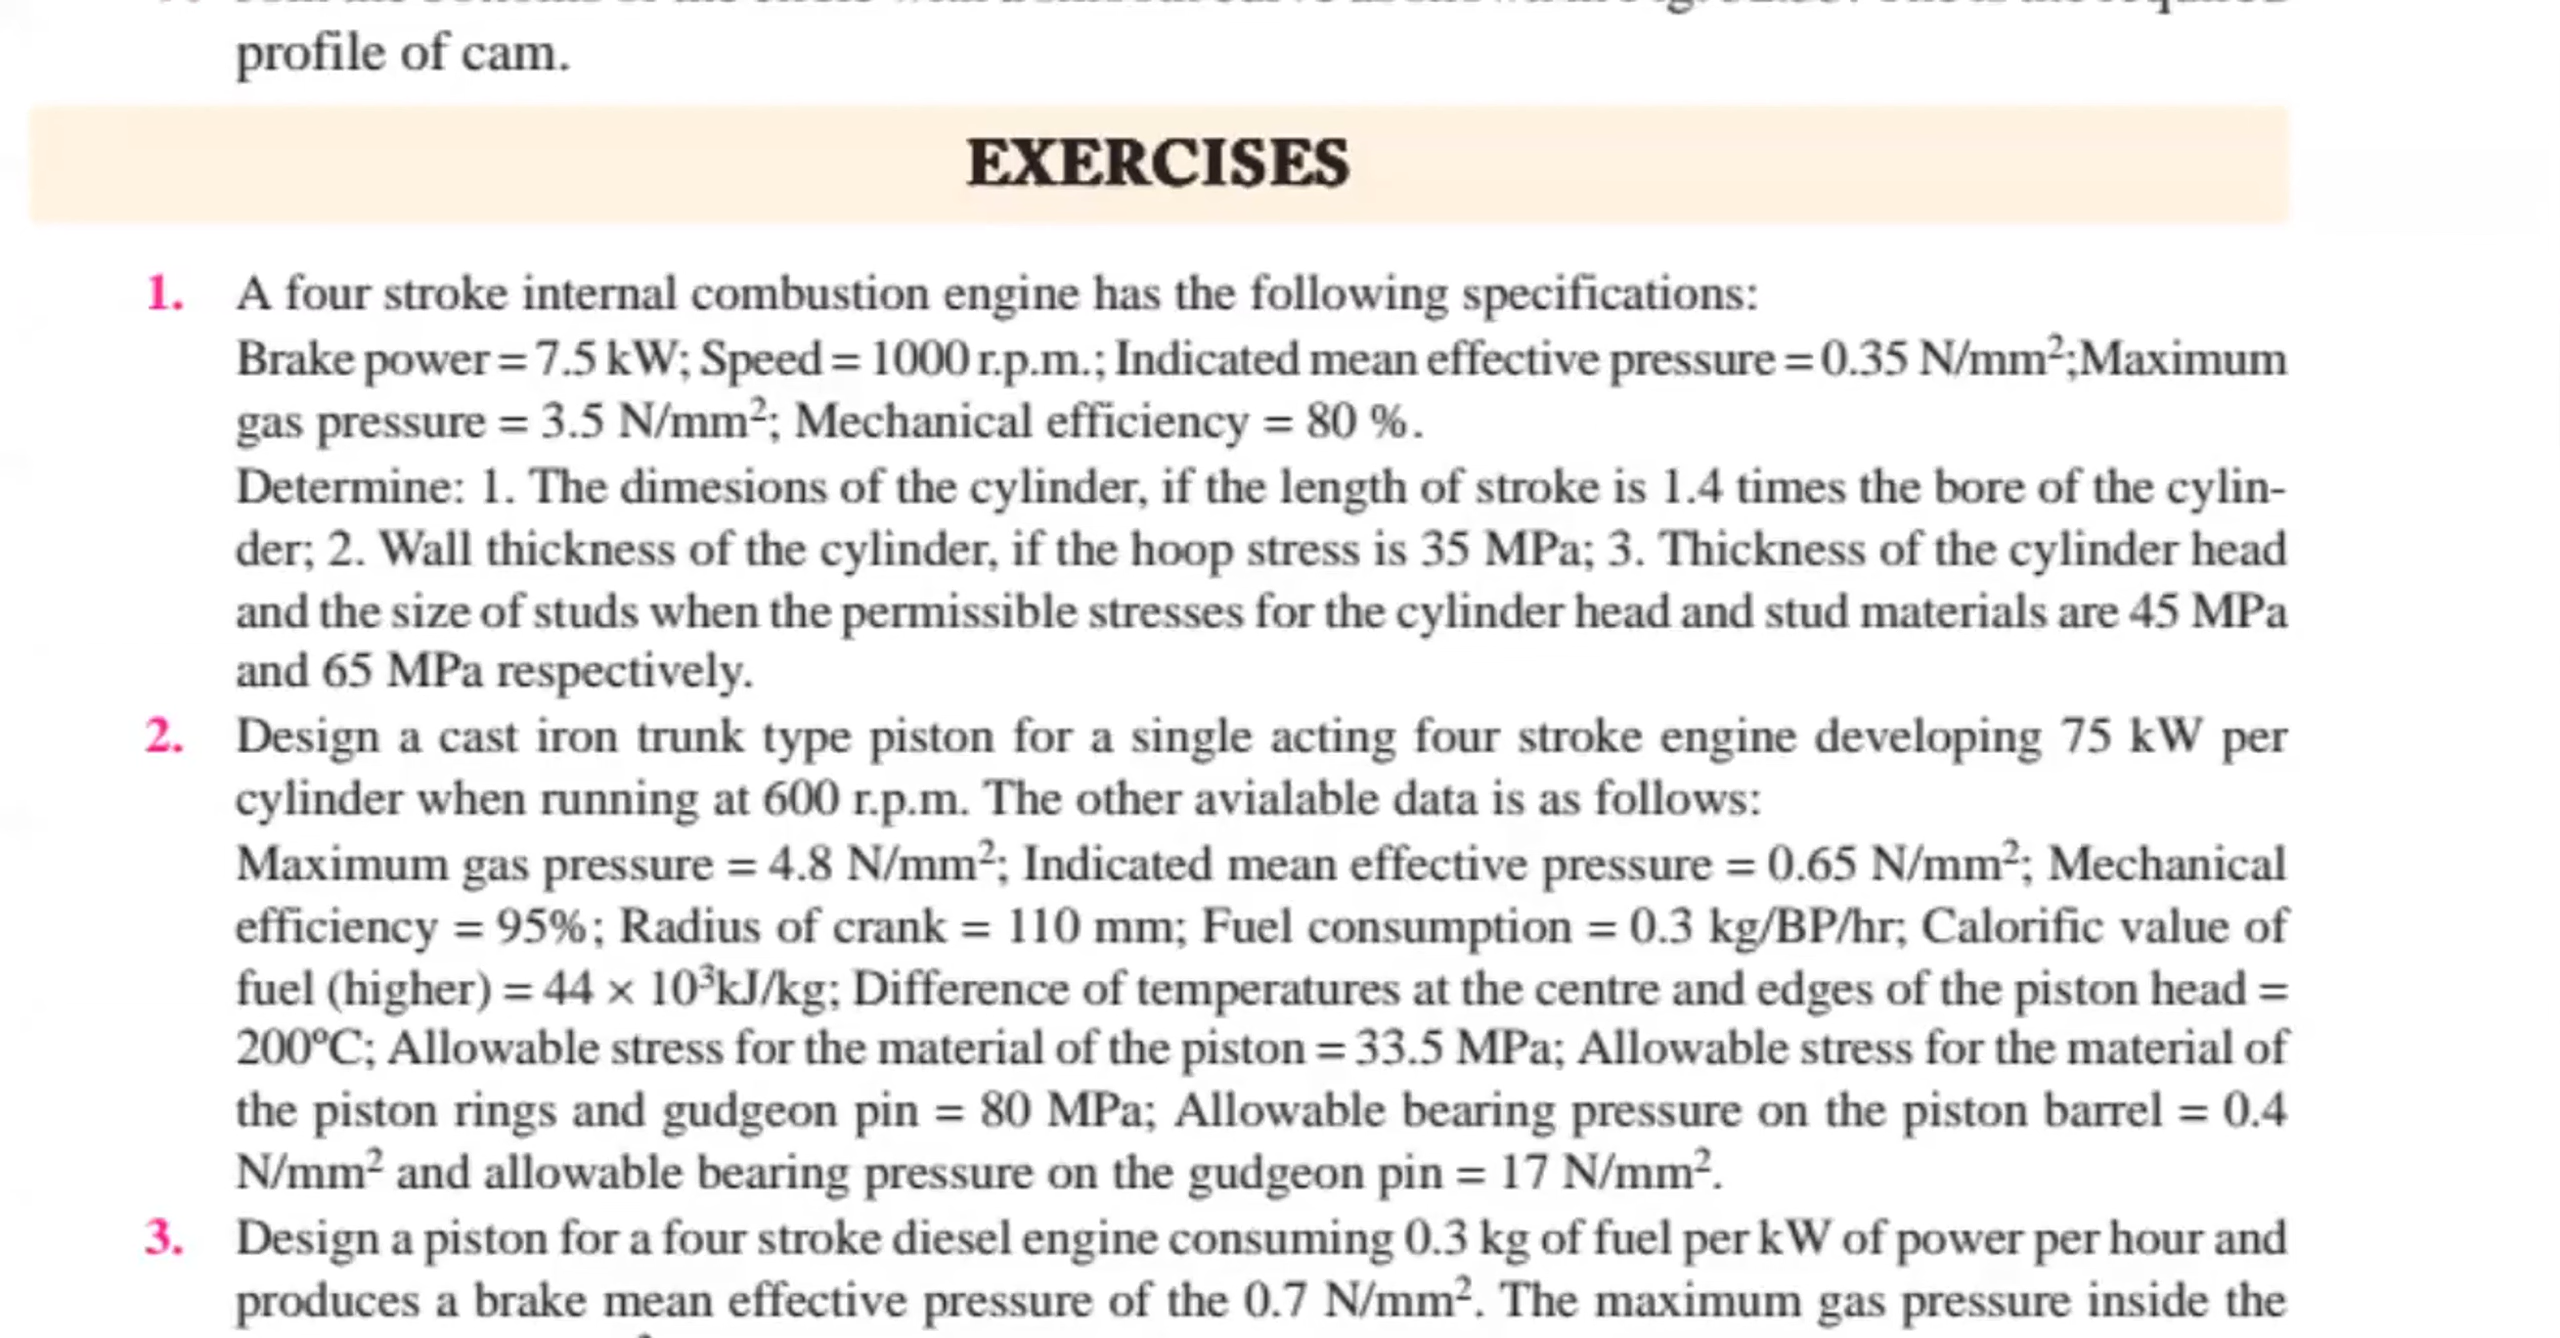 profile of cam.
EXERCISES
1. A four stroke internal combustion engine has the following specifications:
Brake power = 7.5 kW; Speed = 1000 r.p.m.; Indicated mean effective pressure = 0.35 N/mm²;Maximum
gas pressure = 3.5 N/mm²; Mechanical efficiency = 80 %.
Determine: 1. The dimesions of the cylinder, if the length of stroke is 1.4 times the bore of the cylin-
der; 2. Wall thickness of the cylinder, if the hoop stress is 35 MPa; 3. Thickness of the cylinder head
and the size of studs when the permissible stresses for the cylinder head and stud materials are 45 MPa
and 65 MPa respectively.
2. Design a cast iron trunk type piston for a single acting four stroke engine developing 75 kW per
cylinder when running at 600 r.p.m. The other avialable data is as follows:
Maximum gas pressure = 4.8 N/mm²; Indicated mean effective pressure = 0.65 N/mm²; Mechanical
efficiency = 95%; Radius of crank = 110 mm; Fuel consumption = 0.3 kg/BP/hr; Calorific value of
fuel (higher) = 44 × 10³kJ/kg; Difference of temperatures at the centre and edges of the piston head =
200ºC; Allowable stress for the material of the piston = 33.5 MPa; Allowable stress for the material of
the piston rings and gudgeon pin = 80 MPa; Allowable bearing pressure on the piston barrel = 0.4
N/mm² and allowable bearing pressure on the gudgeon pin = 17 N/mm².
3. Design a piston for a four stroke diesel engine consuming 0.3 kg of fuel per kW of power per hour and
produces a brake mean effective pressure of the 0.7 N/mm². The maximum gas pressure inside the